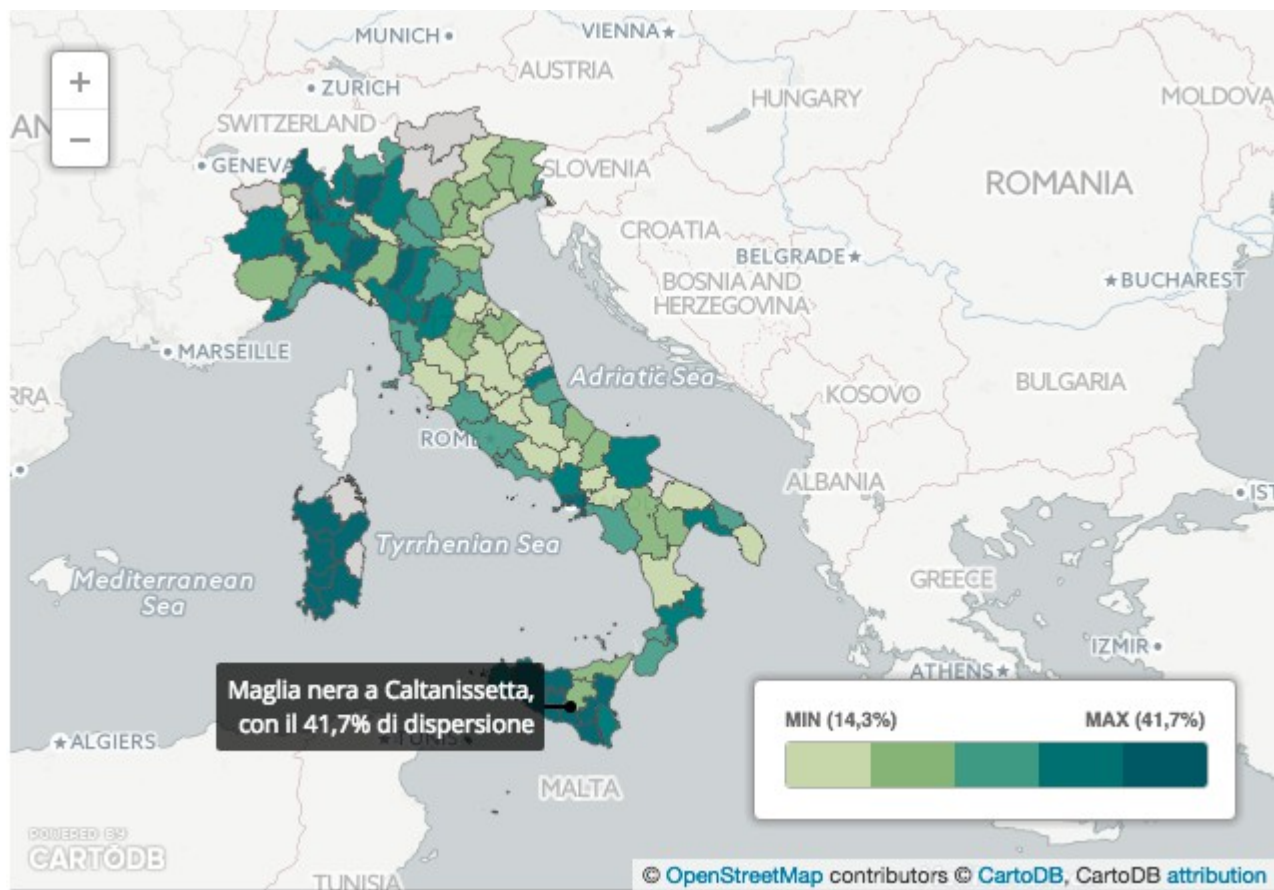 MUNICH
VIENNA
AUSTRIA
ZURICH
HUNGARY
MOLDOVA
+
SWITZERLAND
−
GENEVA
SLOVENIA
ROMANIA
CROATIA
BELGRADE
BOSNIA AND
HERZEGOVINA
BUCHAREST
MARSEILLE
Adriatic Sea
BULGARIA
KOSOVO
ROME
ALBANIA
Tyrrhenian Sea
Mediterranean
Sea
GREECE
IZMIR
ATHENS
Maglia nera a Caltanissetta,
con il 41,7% di dispersione
MIN (14,3%) MAX (41,7%)
ALGIERS
TUNIS
MALTA
POWERED BY
CARTODB
TUNISIA
© OpenStreetMap contributors © CartoDB, CartoDB attribution